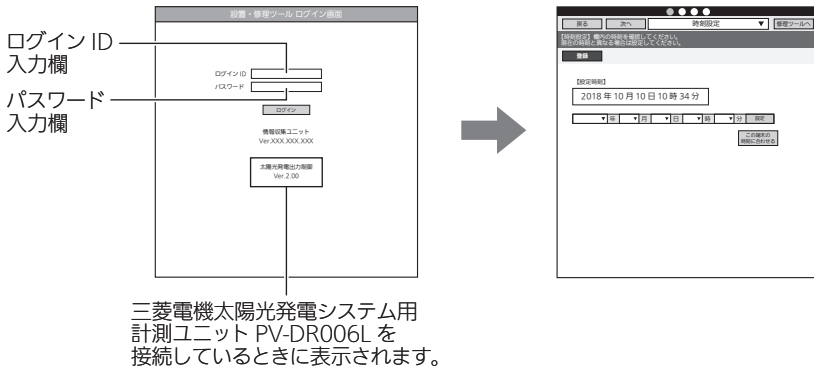 設置・修理ツール ログイン画面
ログイン ID
入力欄
パスワード
入力欄
ログイン ID
パスワード
ログイン
情報収集ユニット
Ver.XXX.XXX.XXX
太陽光発電出力制御
Ver.2.00
三菱電機太陽光発電システム用
計測ユニット PV-DR006L を
接続しているときに表示されます。
戻る 次へ 時刻設定 ▼ 修理ツールへ
【時刻設定】欄内の時刻を確認してください。
現在の時刻と異なる場合は設定してください。
登録
【設定時刻】
2018 年 10 月 10 日 10 時 34 分
▼ 年 ▼ 月 ▼ 日 ▼ 時 ▼ 分 設定
この端末の
時刻に合わせる